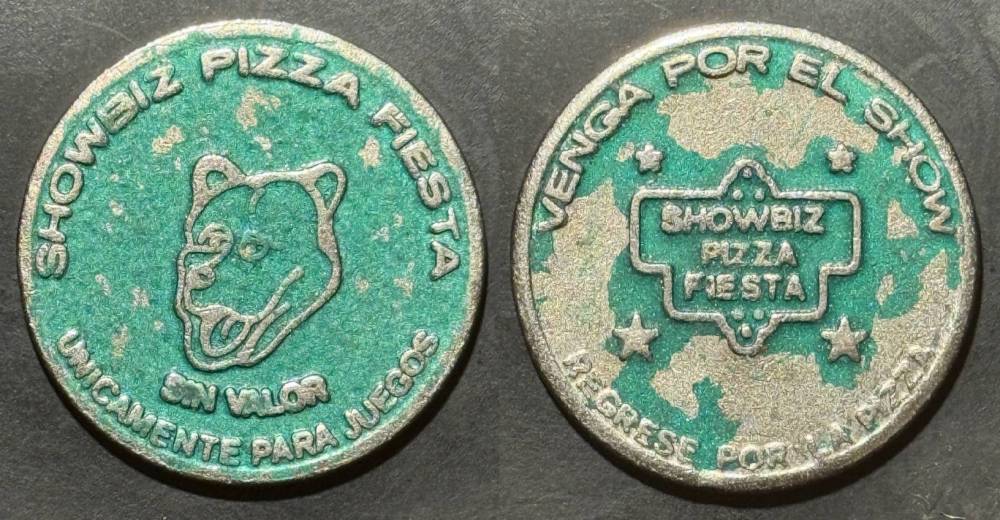 SHOWBIZ PIZZA FIESTA
SIN VALOR
UNICAMENTE PARA JUEGOS
VENGA POR EL SHOW
SHOWBIZ
PIZZA
FIESTA
REGRESE POR LA PIZZA